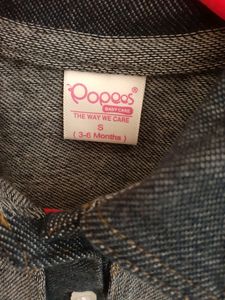 Popees®
BABY CARE
THE WAY WE CARE
S
( 3-6 Months )